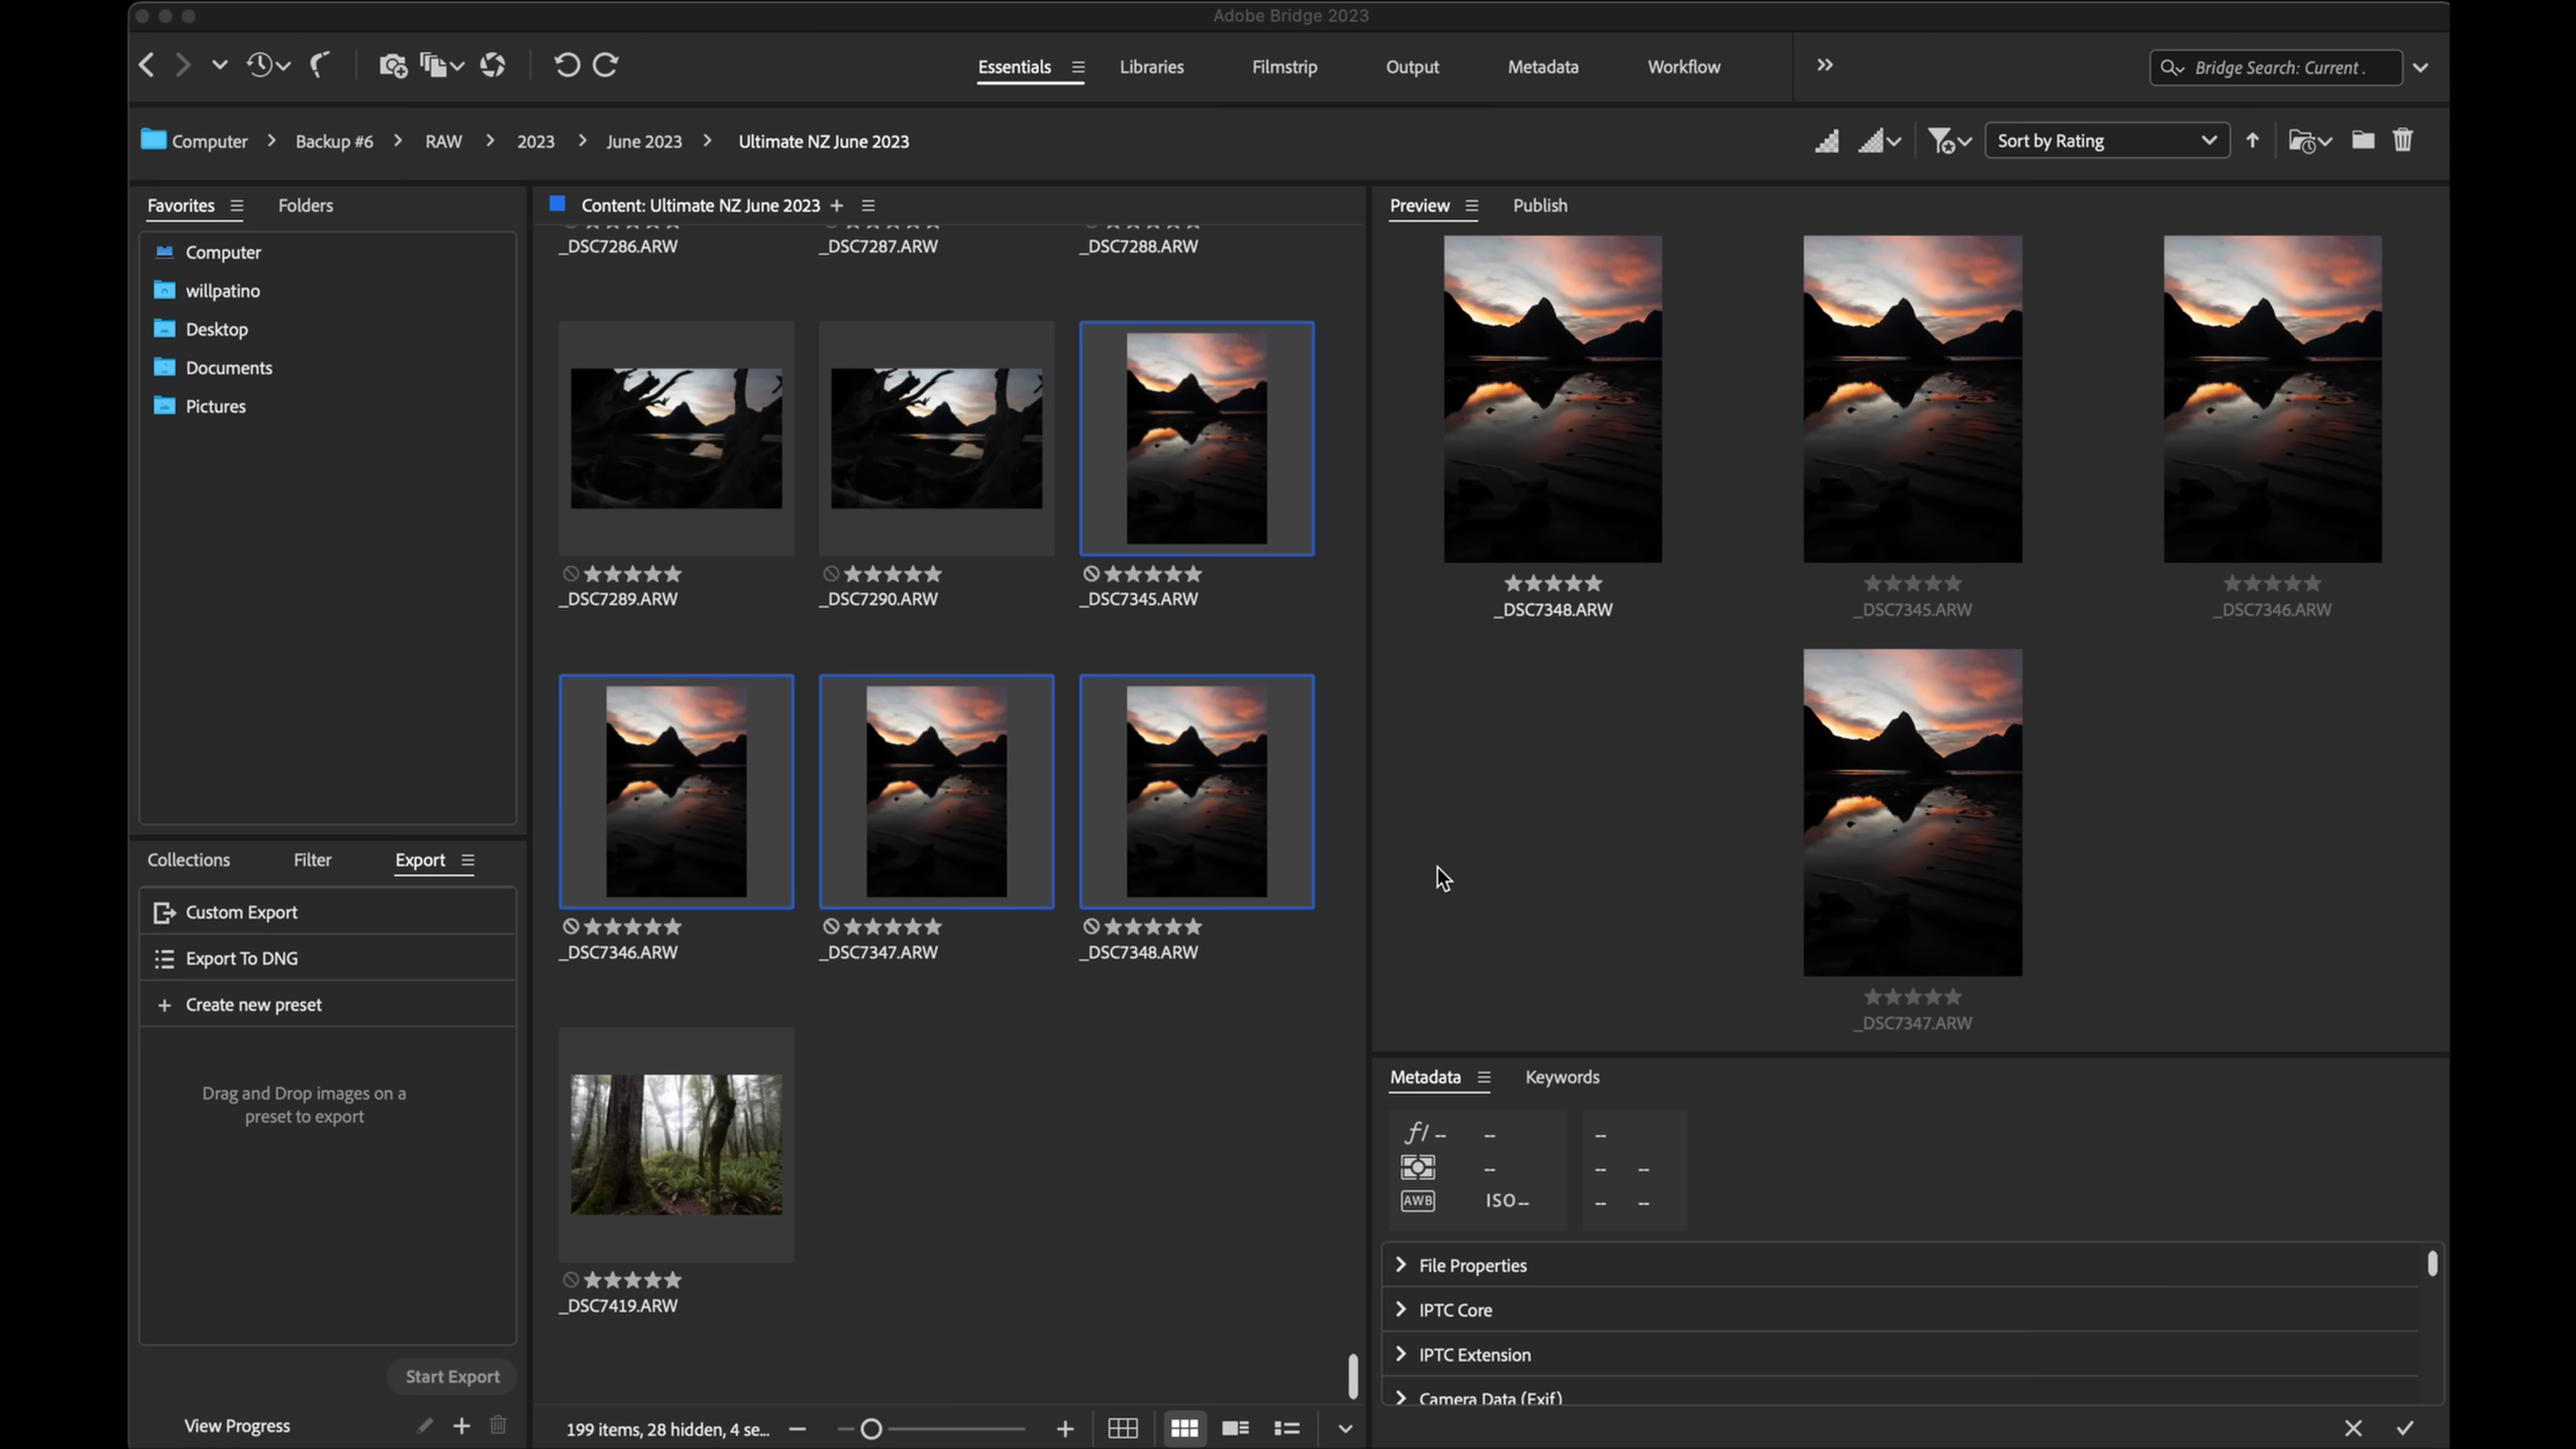 Adobe Bridge 2023
Essentials
Libraries
Filmstrip
Output
Metadata
Workflow
Bridge Search: Current .
Computer
Backup #6
RAW
2023
June 2023
Ultimate NZ June 2023
Sort by Rating
Favorites
Folders
Computer
willpatino
Desktop
Documents
Pictures
Collections
Filter
Export
Custom Export
Export To DNG
Create new preset
Drag and Drop images on a
preset to export
Start Export
View Progress
Content: Ultimate NZ June 2023
_DSC7286.ARW
_DSC7287.ARW
_DSC7288.ARW
_DSC7289.ARW
_DSC7290.ARW
_DSC7345.ARW
_DSC7346.ARW
_DSC7347.ARW
_DSC7348.ARW
_DSC7419.ARW
199 items, 28 hidden, 4 se...
Preview
Publish
_DSC7348.ARW
_DSC7345.ARW
_DSC7346.ARW
_DSC7347.ARW
Metadata
Keywords
ƒ/ -- -- --
-- -- --
AWB ISO-- -- --
File Properties
IPTC Core
IPTC Extension
Camera Data (Exif)